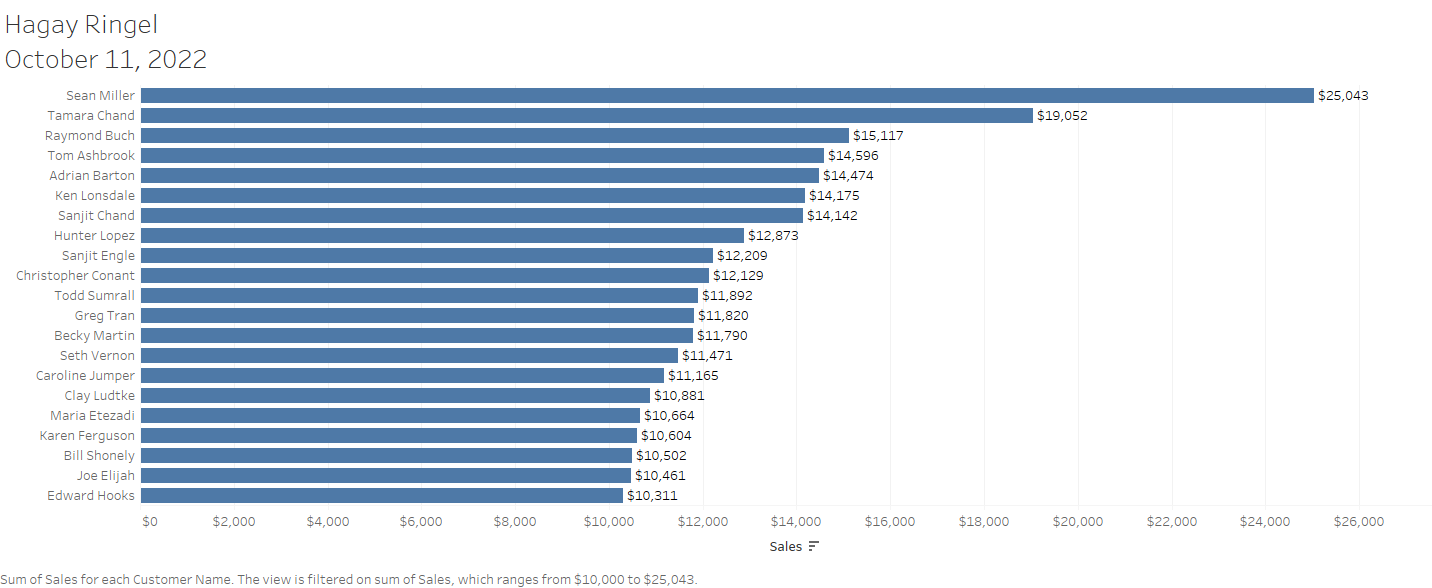 Hagay Ringel
October 11, 2022
Sean Miller $25,043
Tamara Chand $19,052
Raymond Buch $15,117
Tom Ashbrook $14,596
Adrian Barton $14,474
Ken Lonsdale $14,175
Sanjit Chand $14,142
Hunter Lopez $12,873
Sanjit Engle $12,209
Christopher Conant $12,129
Todd Sumrall $11,892
Greg Tran $11,820
Becky Martin $11,790
Seth Vernon $11,471
Caroline Jumper $11,165
Clay Ludtke $10,881
Maria Etezadi $10,664
Karen Ferguson $10,604
Bill Shonely $10,502
Joe Elijah $10,461
Edward Hooks $10,311
$0 $2,000 $4,000 $6,000 $8,000 $10,000 $12,000 $14,000 $16,000 $18,000 $20,000 $22,000 $24,000 $26,000
Sales
Sum of Sales for each Customer Name. The view is filtered on sum of Sales, which ranges from $10,000 to $25,043.